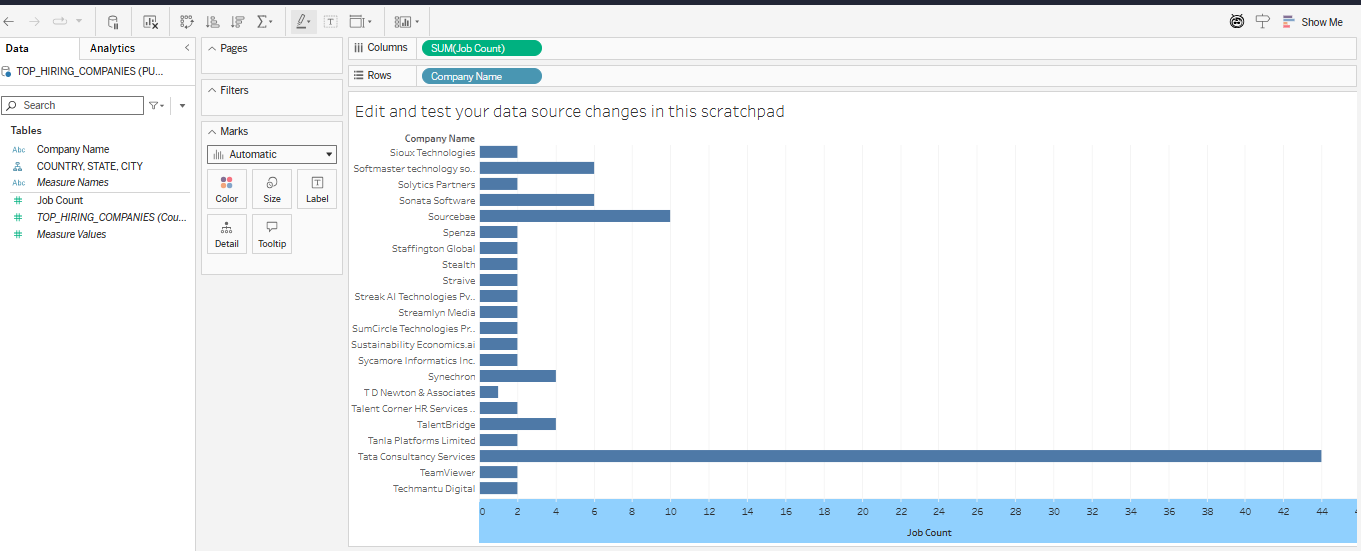 Show Me
Data
Analytics
TOP_HIRING_COMPANIES (PU...
Search
Tables
Abc Company Name
COUNTRY, STATE, CITY
Abc Measure Names
# Job Count
# TOP_HIRING_COMPANIES (Cou...
# Measure Values
Pages
Filters
Marks
Automatic
Color Size Label
Detail Tooltip
Columns SUM(Job Count)
Rows Company Name
Edit and test your data source changes in this scratchpad
Company Name
Sioux Technologies
Softmaster technology so..
Solytics Partners
Sonata Software
Sourcebae
Spenza
Staffington Global
Stealth
Straive
Streak AI Technologies Pv..
Streamlyn Media
SumCircle Technologies Pr..
Sustainability Economics.ai
Sycamore Informatics Inc.
Synechron
T D Newton & Associates
Talent Corner HR Services ..
TalentBridge
Tanla Platforms Limited
Tata Consultancy Services
TeamViewer
Techmantu Digital
0 2 4 6 8 10 12 14 16 18 20 22 24 26 28 30 32 34 36 38 40 42 44
Job Count